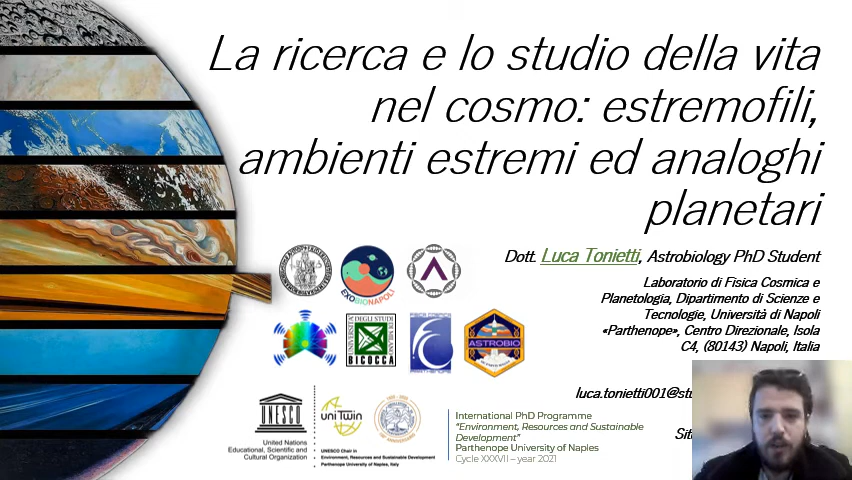 La ricerca e lo studio della vita
nel cosmo: estremofili,
ambienti estremi ed analoghi
planetari
Dott. Luca Tonietti, Astrobiology PhD Student
Laboratorio di Fisica Cosmica e
Planetologia, Dipartimento di Scienze e
Tecnologie, Università di Napoli
«Parthenope», Centro Direzionale, Isola
C4, (80143) Napoli, Italia
EXOBIONAPOLI
BICOCCA
ASTROBIO
luca.tonietti001@stu
Sit
UNESCO
United Nations
Educational, Scientific and
Cultural Organization
uniTwin
UNESCO Chair in
Environment, Resources and Sustainable Development
Parthenope University of Naples, Italy
International PhD Programme
“Environment, Resources and Sustainable
Development”
Parthenope University of Naples
Cycle XXXVII – year 2021